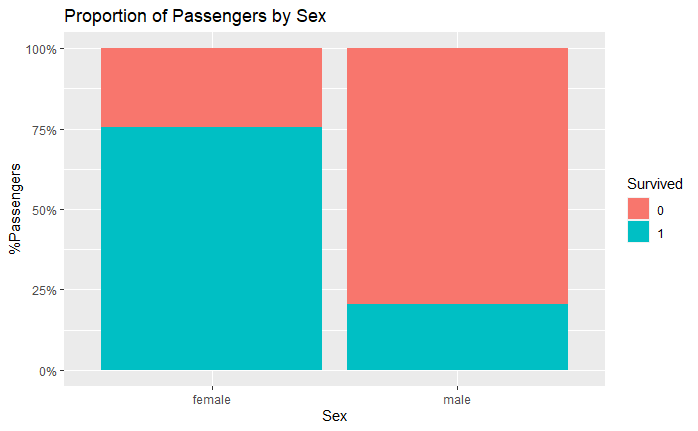 Proportion of Passengers by Sex
%Passengers
100%
75%
50%
25%
0%
female
male
Sex
Survived
0
1